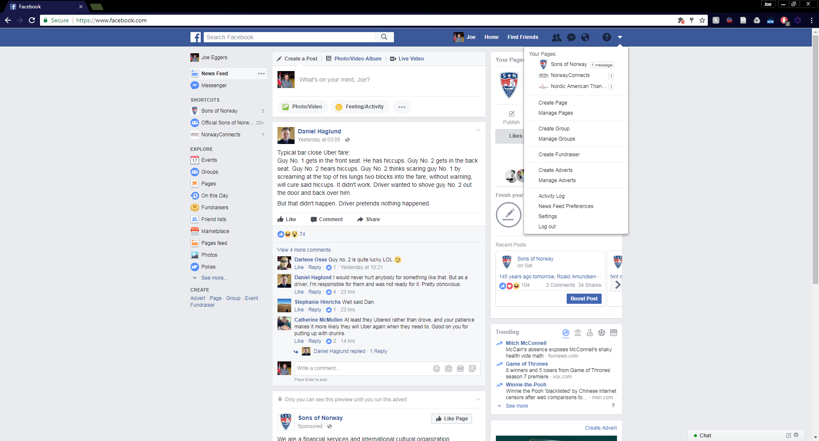 Facebook
Joe
Secure
https://www.facebook.com
Search Facebook
Joe
Home
Find Friends
Joe Eggers
News Feed
Messenger
SHORTCUTS
Sons of Norway 3
Official Sons of Norw... 20+
NorwayConnects 1
EXPLORE
Events
Groups
Pages
On this Day
Fundraisers
Friend lists
Marketplace
Pages feed
Photos
Pokes
See more...
CREATE
Advert · Page · Group · Event
Fundraiser
Create a Post
Photo/Video Album
Live Video
What's on your mind, Joe?
Photo/Video
Feeling/Activity
Daniel Haglund
Yesterday at 03:05 ·
Typical bar close Uber fare:
Guy No. 1 gets in the front seat. He has hiccups. Guy No. 2 gets in the back
seat. Guy No. 2 hears hiccups. Guy No. 2 thinks scaring guy No. 1 by
screaming at the top of his lungs two blocks into the fare, without warning,
will cure said hiccups. It didn't work. Driver wanted to shove guy No. 2 out
the door and back over him.
But that didn't happen. Driver pretends nothing happened.
Like
Comment
Share
74
View 4 more comments
Darlene Osse Guy no. 2 is quite lucky LOL
Like · Reply · 1 · Yesterday at 10:21
Daniel Haglund I would never hurt anybody for something like that. But as a
driver, I'm responsible for them and was not ready for it. Pretty obnoxious.
Like · Reply · 4 · 23 hrs
Stephanie Hinrichs Well said Dan.
Like · Reply · 1 · 23 hrs
Catherine McMullen At least they Ubered rather than drove, and your patience
makes it more likely they will Uber again when they need to. Good on you for
putting up with drunks.
Like · Reply · 2 · 14 hrs
Daniel Haglund replied · 1 Reply
Write a comment...
Press Enter to post
Only you can see this preview until you run this advert
Sons of Norway
Sponsored ·
Like Page
We are a financial services and international cultural organization
Your Pages
Publish
Likes
Finish your
Your Pages:
Sons of Norway 1 message
NorwayConnects 1
Nordic American Than... 1
Create Page
Manage Pages
Create Group
Manage Groups
Create Fundraiser
Create Adverts
Manage Adverts
Activity Log
News Feed Preferences
Settings
Log out
Recent Posts
Sons of Norway
on Sat
145 years tomorrow, Roald Amundsen
104
2 Comments 34 Shares
Boost Post
Trending
Mitch McConnell
McCain's absence exposes McConnell's shaky
health vote math - foxnews.com
Game of Thrones
6 winners and 5 losers from Game of Thrones'
season 7 premiere - vox.com
Winnie-the-Pooh
Winnie the Pooh 'blacklisted' by Chinese internet
censors after web comparisons to... - msn.com
See more
?
Create Advert
Chat